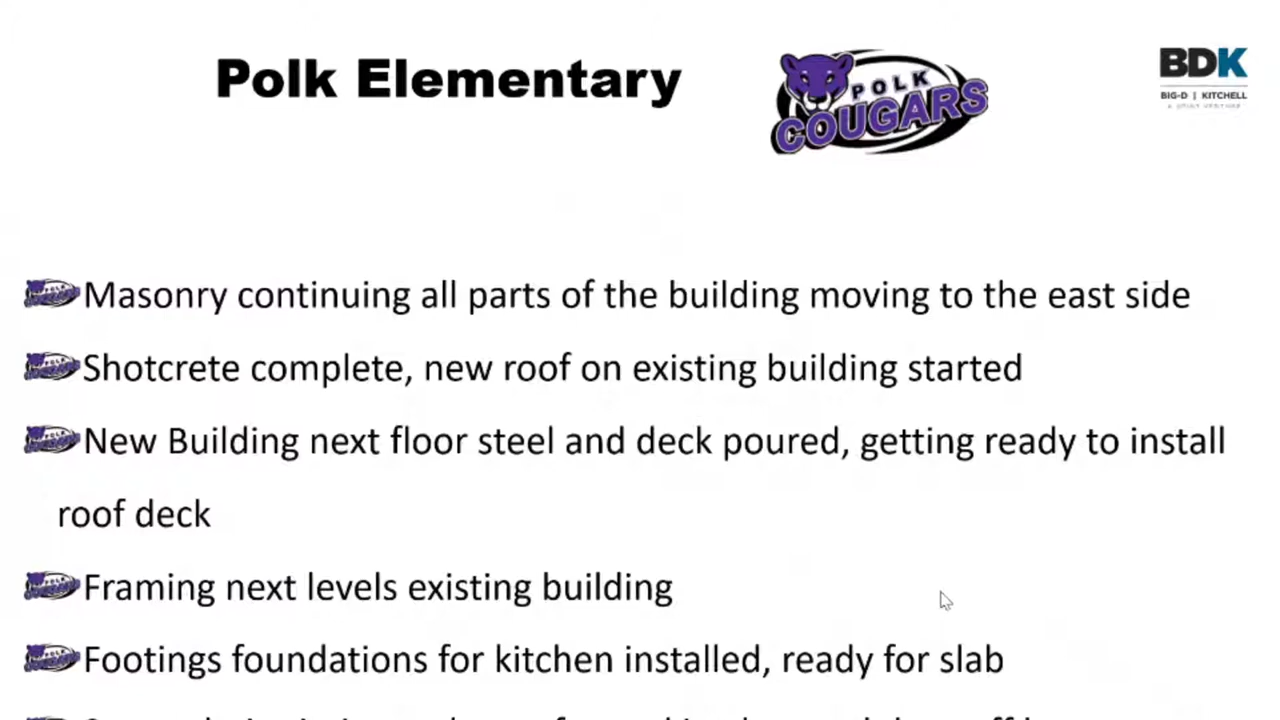 Polk Elementary
POLK
COUGARS
BDK
BIG-D | KITCHELL
Masonry continuing all parts of the building moving to the east side
Shotcrete complete, new roof on existing building started
New Building next floor steel and deck poured, getting ready to install
roof deck
Framing next levels existing building
Footings foundations for kitchen installed, ready for slab